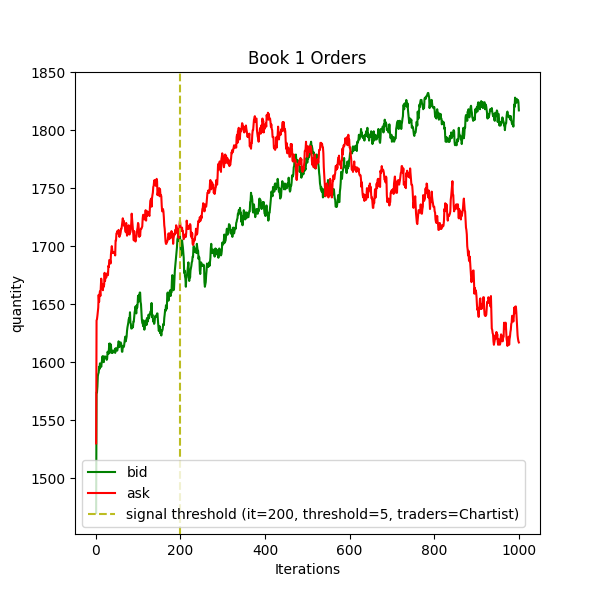 Book 1 Orders
1850
1800
1750
1700
1650
1600
1550
1500
quantity
bid
ask
signal threshold (it=200, threshold=5, traders=Chartist)
0 200 400 600 800 1000
Iterations